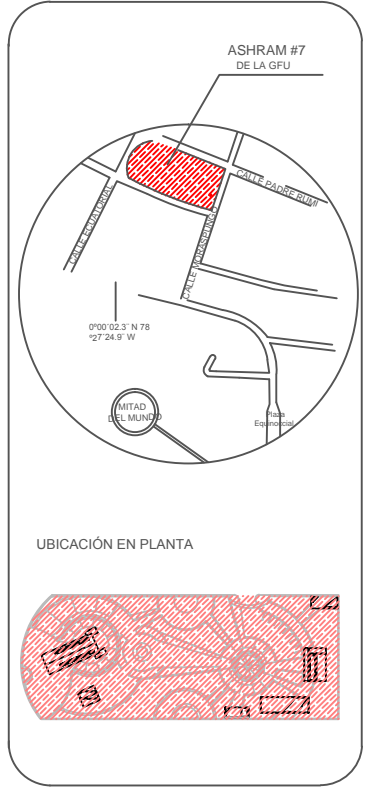 ASHRAM #7
DE LA GFU
CALLE PADRE RUMI
CALLE ECUATORIAL
CALLE MORASPUNGO
0°00¨02.3¨ N 78
°27¨24.9¨ W
MITAD
DEL MUNDO
Plaza
Equinoccial
UBICACIÓN EN PLANTA